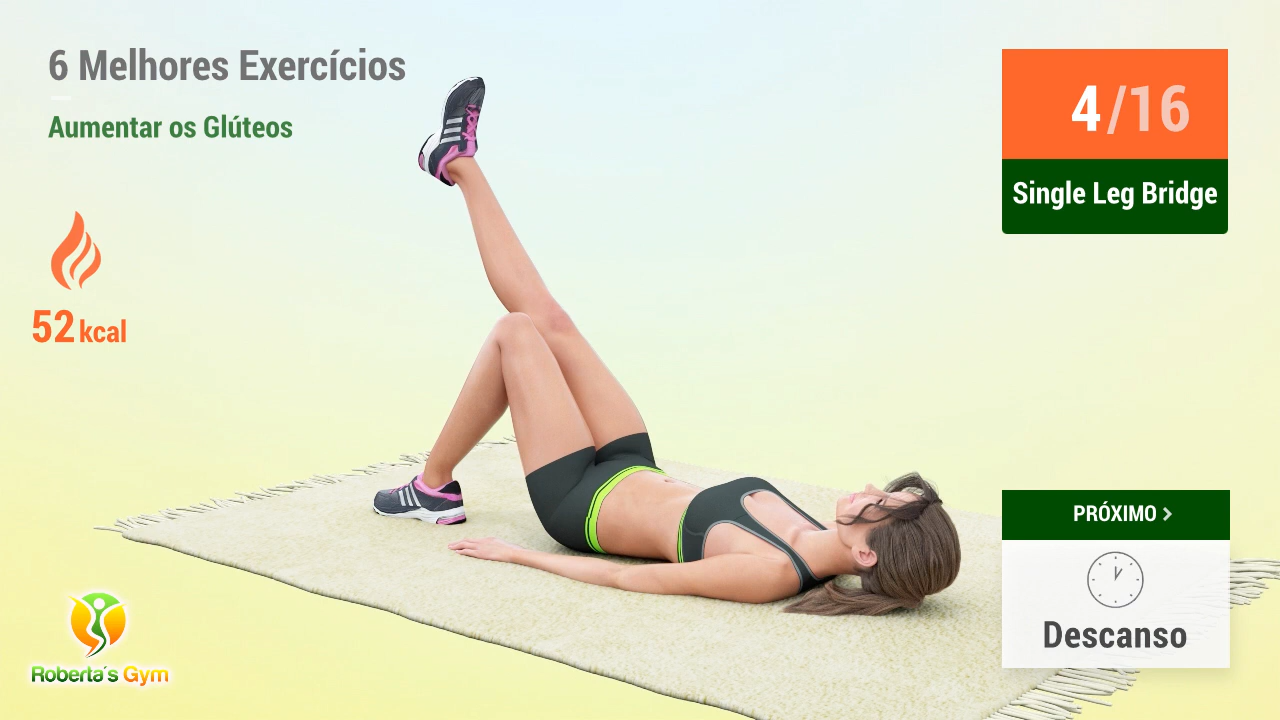 6 Melhores Exercícios
Aumentar os Glúteos
4/16
Single Leg Bridge
52 kcal
PRÓXIMO >
Descanso
Roberta´s Gym